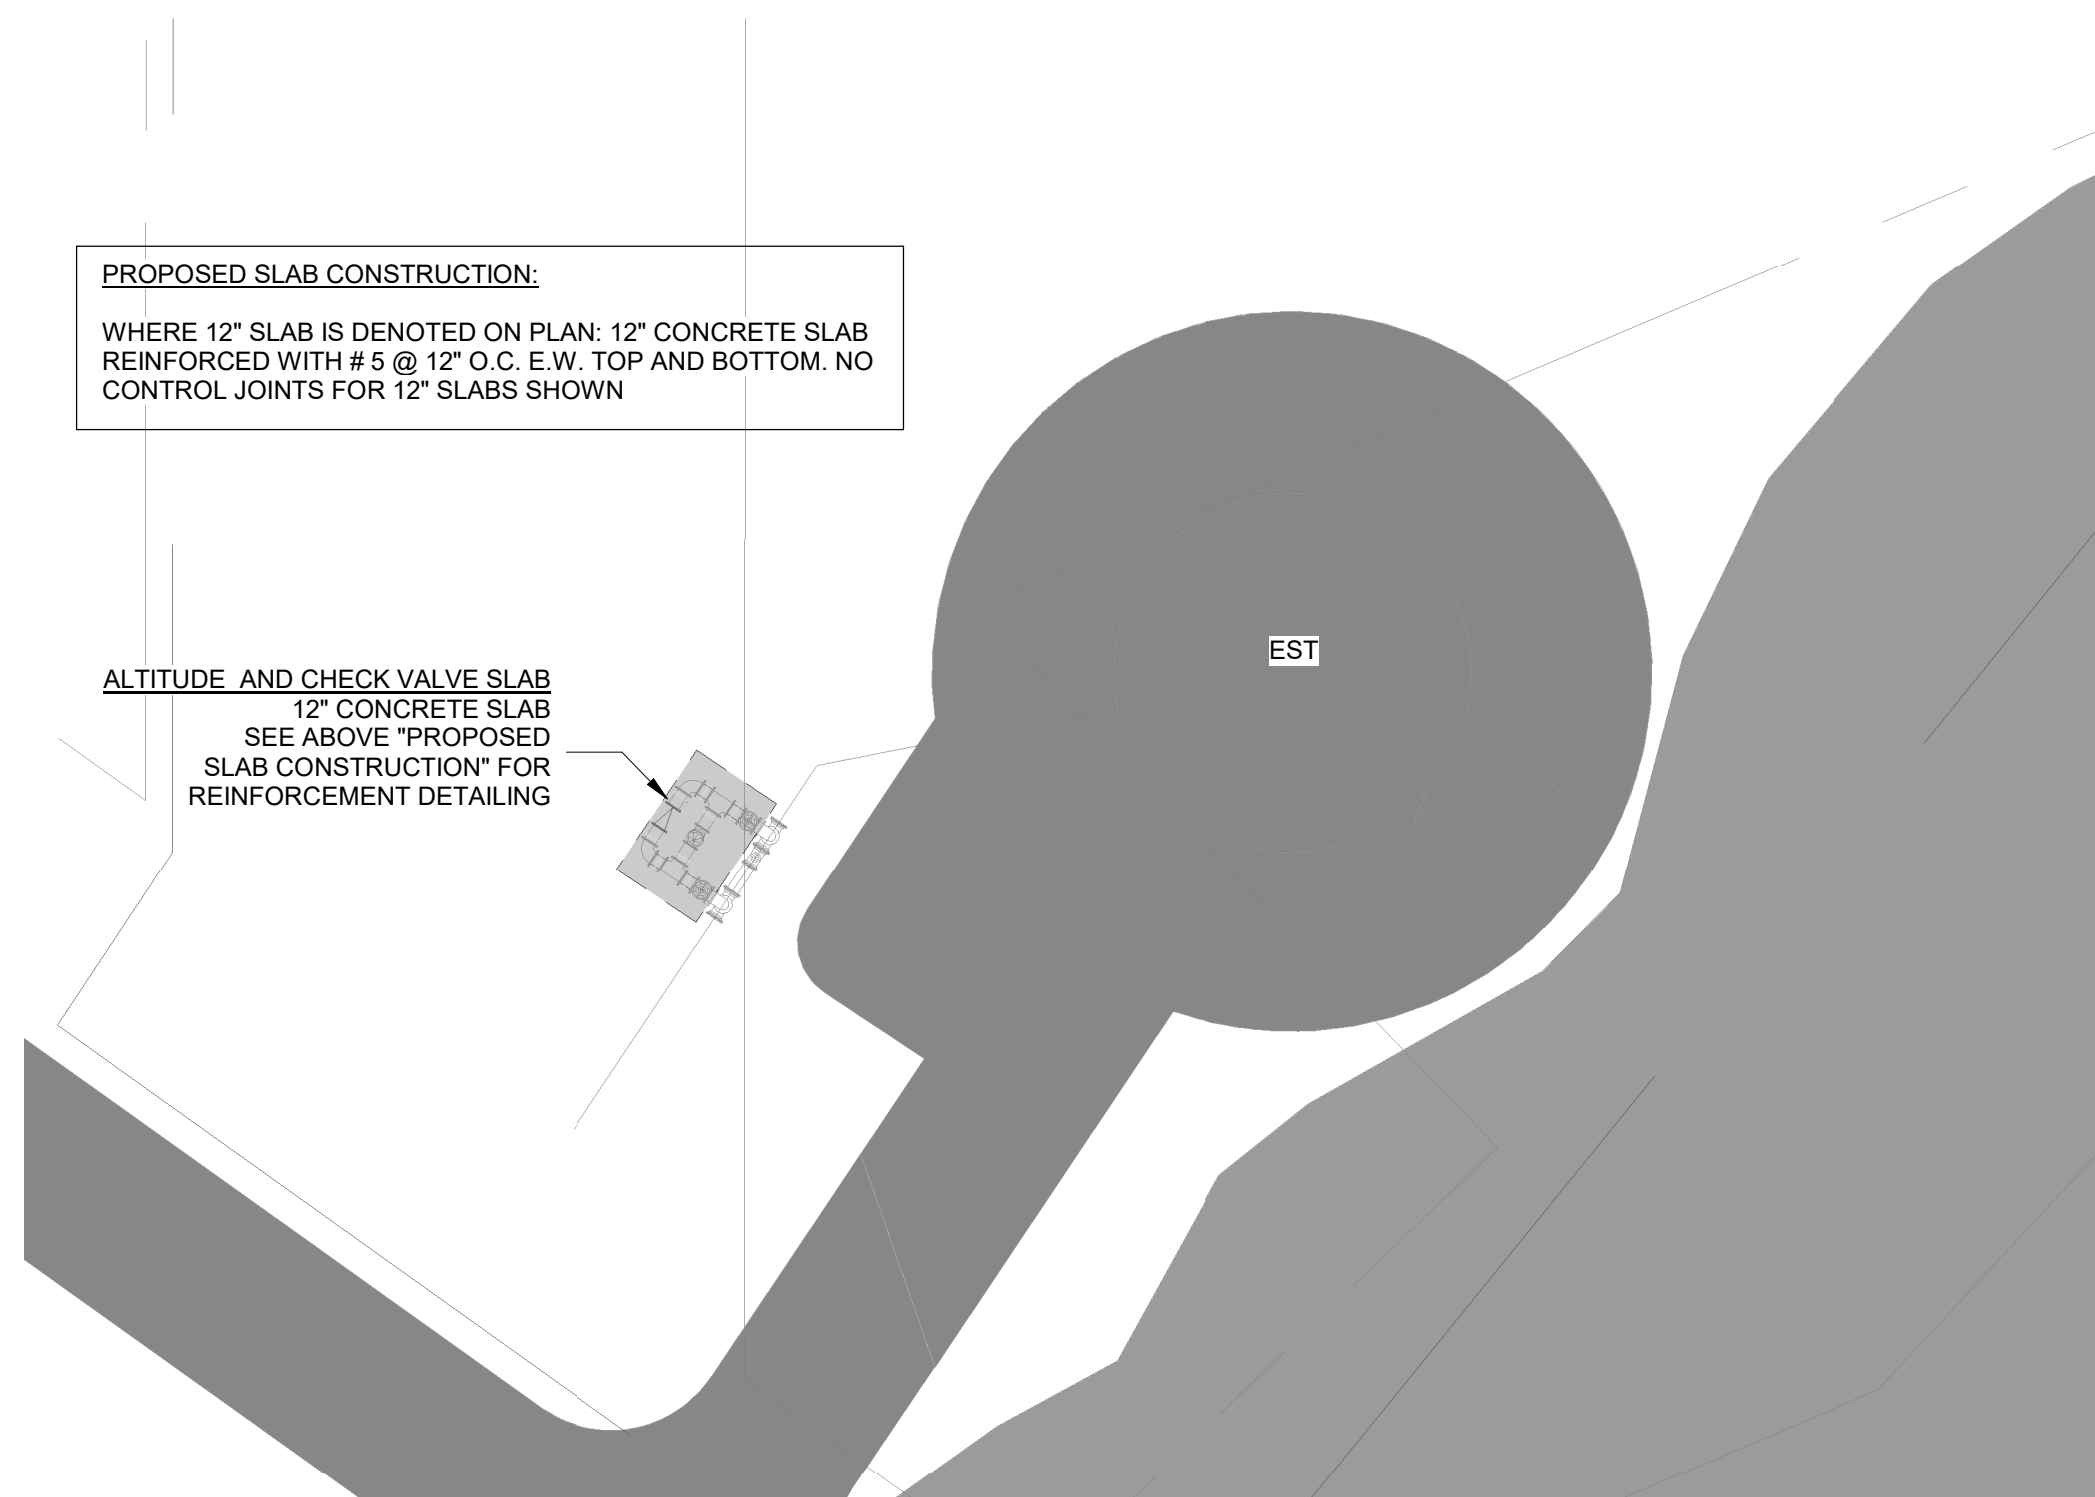 PROPOSED SLAB CONSTRUCTION:
WHERE 12" SLAB IS DENOTED ON PLAN: 12" CONCRETE SLAB
REINFORCED WITH # 5 @ 12" O.C. E.W. TOP AND BOTTOM. NO
CONTROL JOINTS FOR 12" SLABS SHOWN
EST
ALTITUDE  AND CHECK VALVE SLAB
12" CONCRETE SLAB
SEE ABOVE "PROPOSED
SLAB CONSTRUCTION" FOR
REINFORCEMENT DETAILING